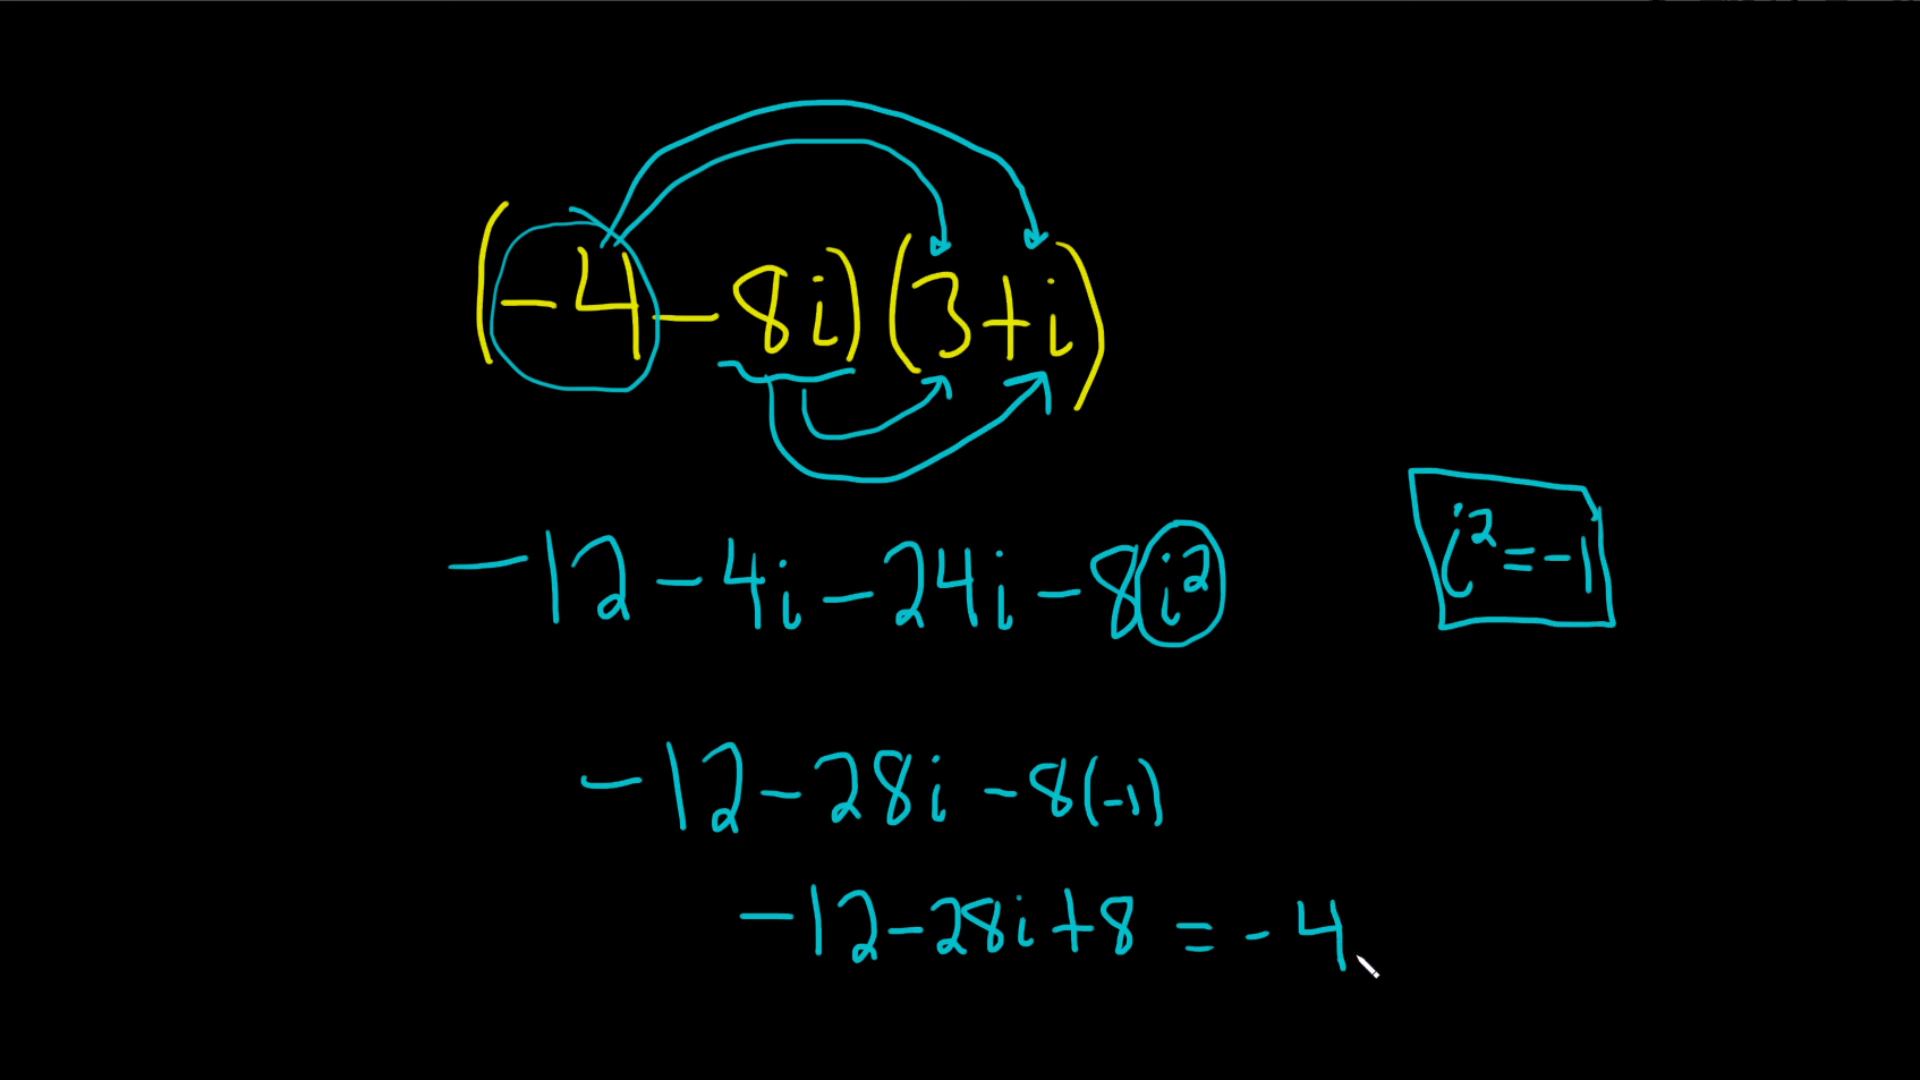 (-4-8i)(3+i)
-12-4i-24i-8i²
i²=-1
-12-28i-8(-1)
-12-28i+8 = -4